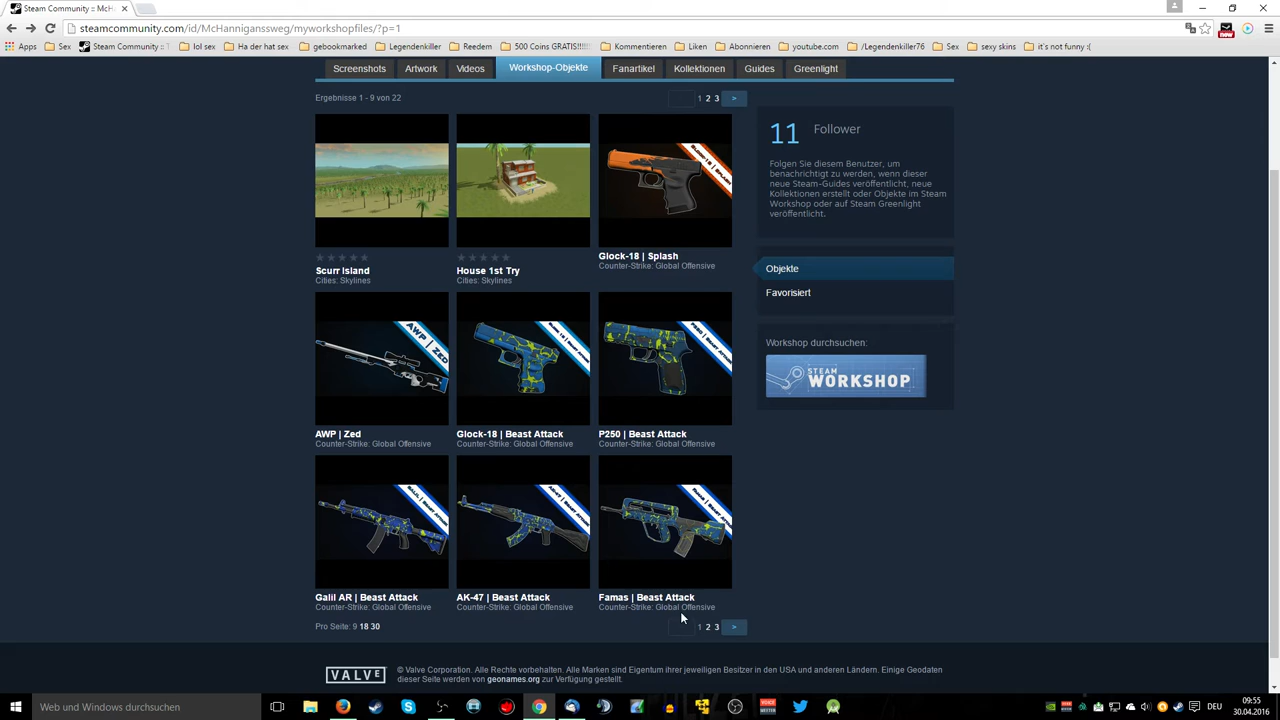 Steam Community :: McH
steamcommunity.com/id/McHannigansssweg/myworkshopfiles/?p=1
Apps Sex Steam Community :: T lol sex Ha der hat sex gebookmarked Legendenkiller Reedem 500 Coins GRATIS!!!!! Kommentieren Liken Abonnieren youtube.com /Legendenkiller76 Sex sexy skins it's not funny :(
new
Screenshots Artwork Videos Workshop-Objekte Fanartikel Kollektionen Guides Greenlight
Ergebnisse 1 - 9 von 22
1 2 3 >
11 Follower
Folgen Sie diesem Benutzer, um
benachrichtigt zu werden, wenn dieser
neue Steam-Guides veröffentlicht, neue
Kollektionen erstellt oder Objekte im Steam
Workshop oder auf Steam Greenlight
veröffentlicht.
Objekte
Favorisiert
Workshop durchsuchen:
STEAM
WORKSHOP
Scurr Island
Cities: Skylines
House 1st Try
Cities: Skylines
Glock-18 | Splash
Counter-Strike: Global Offensive
AWP | ZED
AWP | Zed
Counter-Strike: Global Offensive
Glock-18 | Beast Attack
Counter-Strike: Global Offensive
P250 | Beast Attack
Counter-Strike: Global Offensive
Galil AR | Beast Attack
Counter-Strike: Global Offensive
AK-47 | Beast Attack
Counter-Strike: Global Offensive
Famas | Beast Attack
Counter-Strike: Global Offensive
Pro Seite: 9 18 30
1 2 3 >
VALVE
© Valve Corporation. Alle Rechte vorbehalten. Alle Marken sind Eigentum ihrer jeweiligen Besitzer in den USA und anderen Ländern. Einige Geodaten
dieser Seite werden von geonames.org zur Verfügung gestellt.
Web und Windows durchsuchen
DEU
09:55
30.04.2016